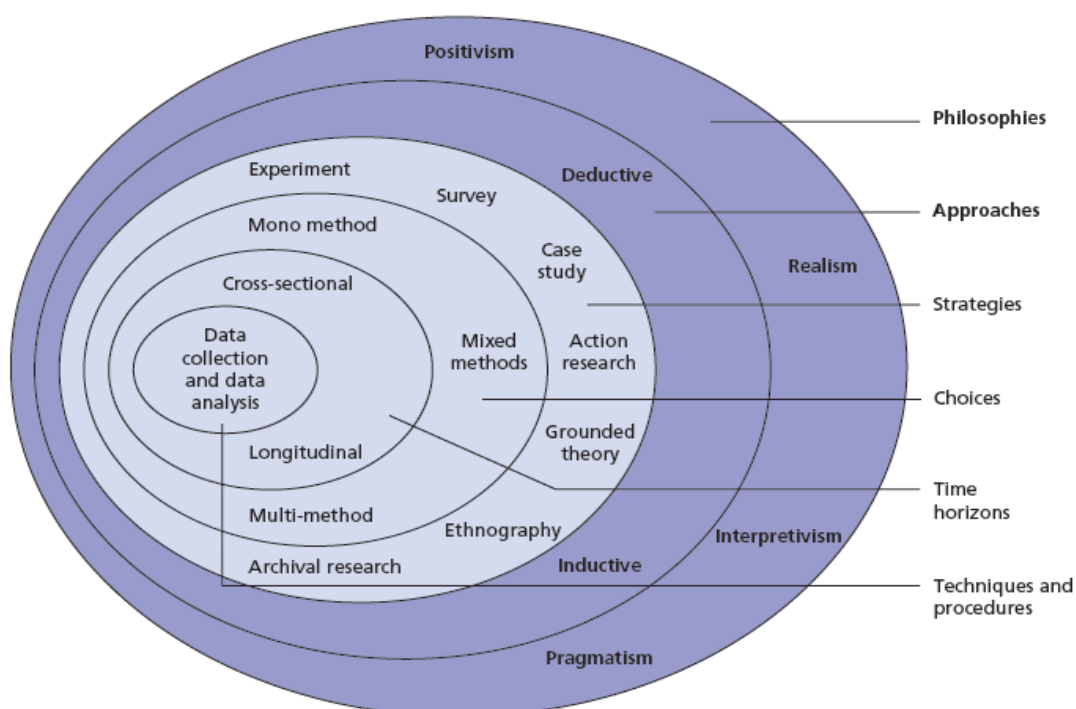 Positivism
Philosophies
Experiment
Deductive
Survey
Approaches
Mono method
Case
study
Realism
Cross-sectional
Strategies
Data
collection
and data
analysis
Mixed
methods
Action
research
Choices
Longitudinal
Grounded
theory
Time
horizons
Multi-method
Ethnography
Interpretivism
Archival research
Inductive
Techniques and
procedures
Pragmatism